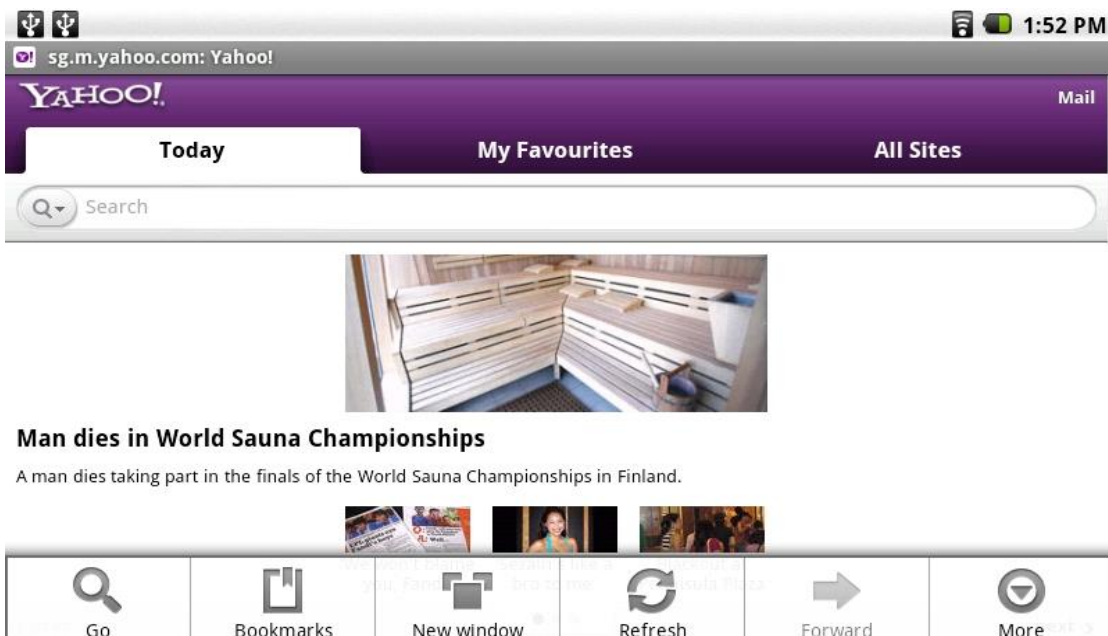 1:52 PM
sg.m.yahoo.com: Yahoo!
YAHOO!
Mail
Today
My Favourites
All Sites
Search
Man dies in World Sauna Championships
A man dies taking part in the finals of the World Sauna Championships in Finland.
Go
Bookmarks
New window
Refresh
Forward
More